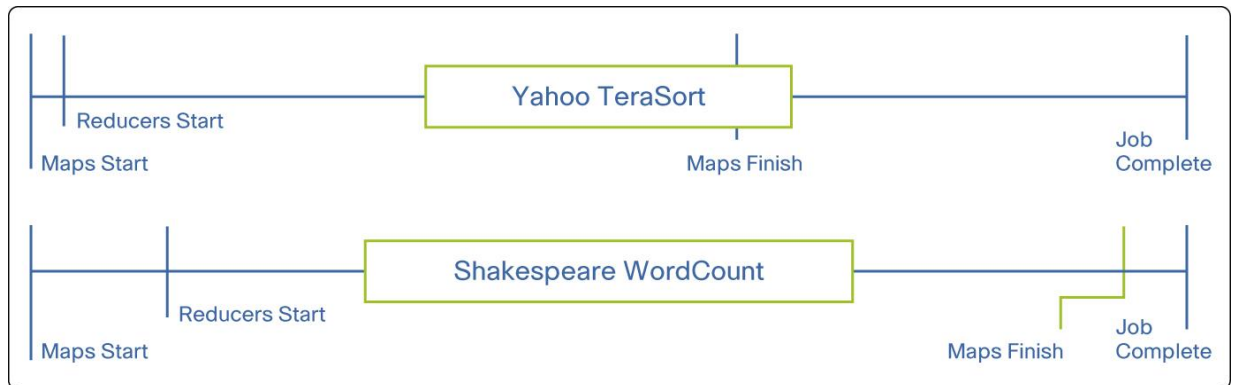 Yahoo TeraSort
Reducers Start
Maps Start
Maps Finish
Job
Complete
Shakespeare WordCount
Reducers Start
Maps Start
Maps Finish
Job
Complete